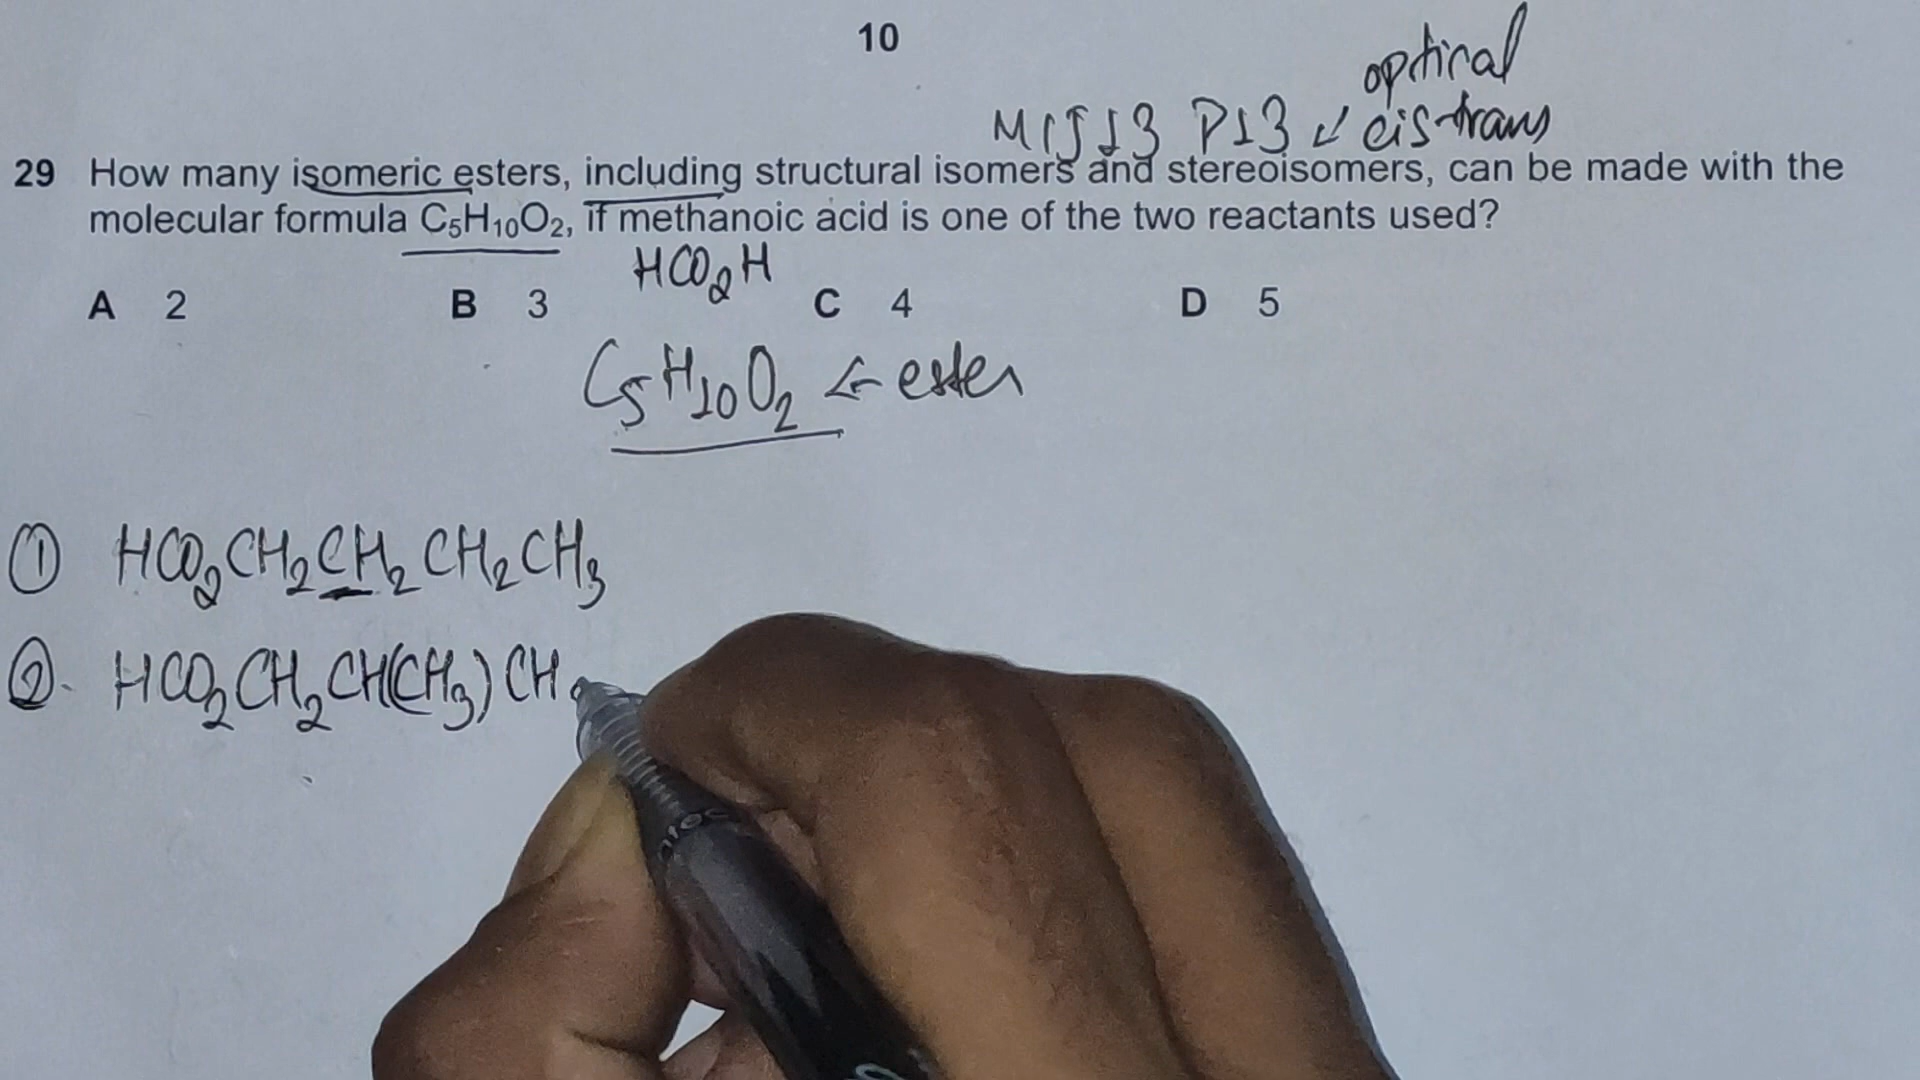 10
optical
M/J 13 P13 ↙ cis-trans
29 How many isomeric esters, including structural isomers and stereoisomers, can be made with the
molecular formula C₅H₁₀O₂, if methanoic acid is one of the two reactants used?
HCO₂H
A 2 B 3 C 4 D 5
C₅H₁₀O₂ ← ester
① HCO₂CH₂CH₂CH₂CH₃
② HCO₂CH₂CH(CH₃)CH